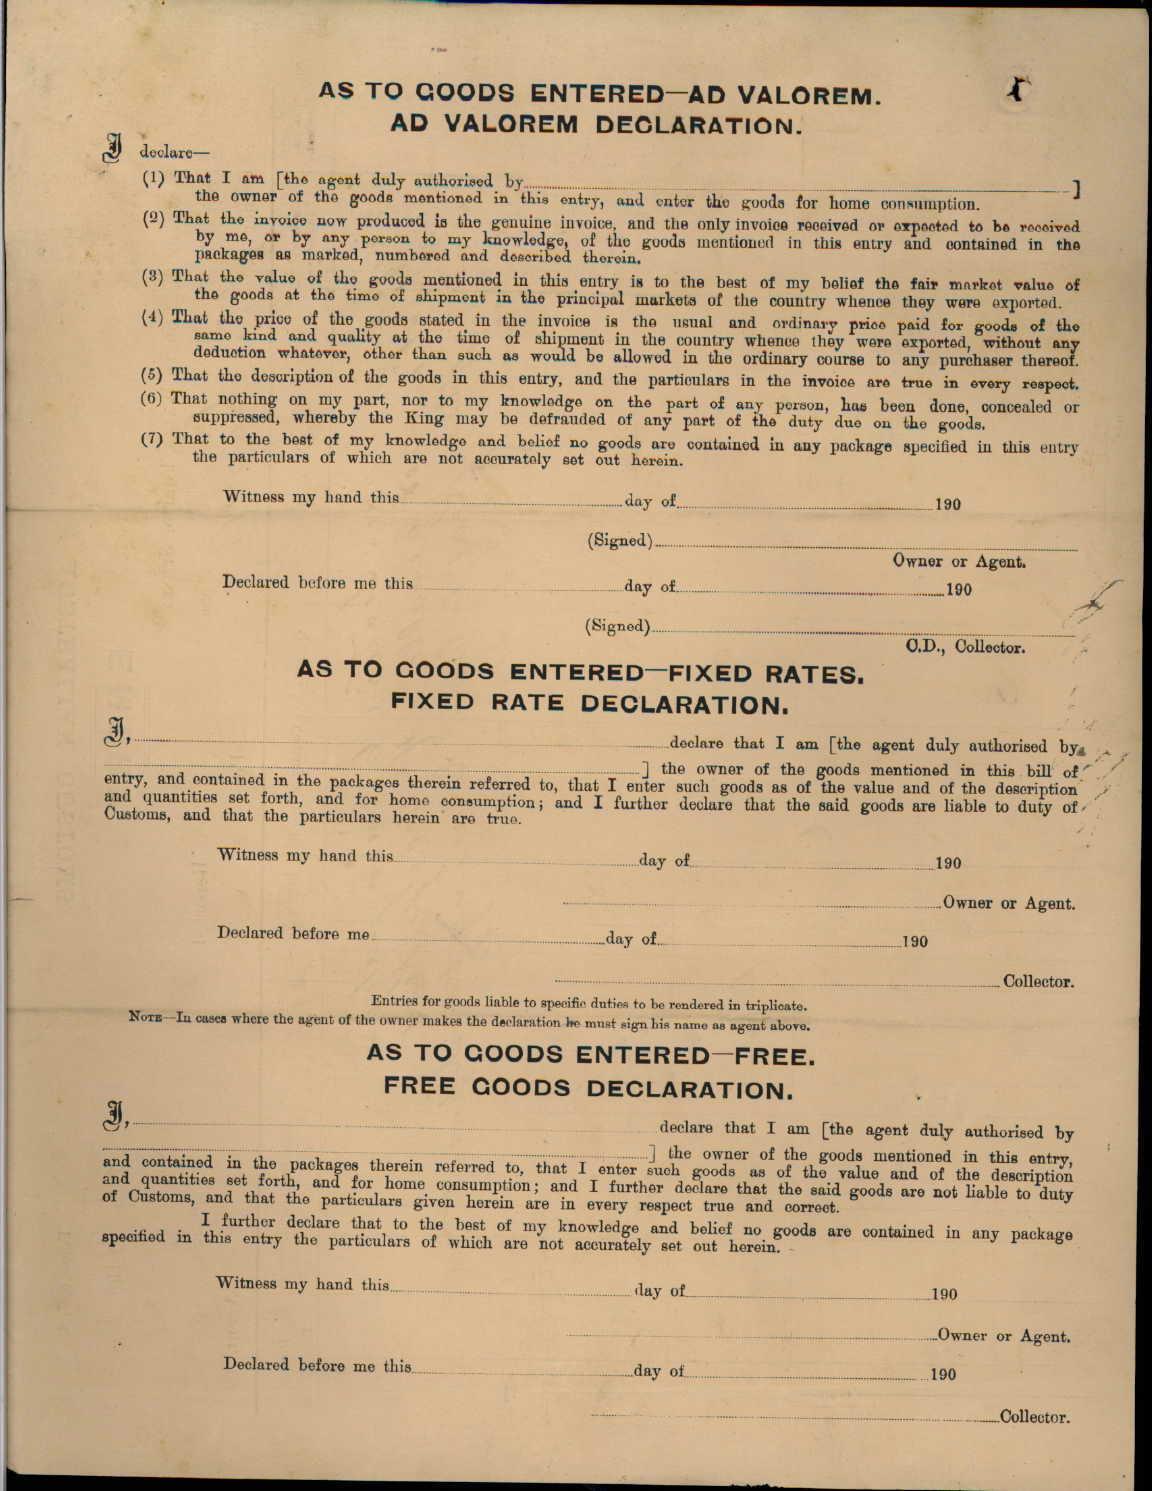 AS TO GOODS ENTERED—AD VALOREM.
AD VALOREM DECLARATION.
I declare—
(1) That I am [the agent duly authorised by ]
the owner of the goods mentioned in this entry, and enter the goods for home consumption.
(2) That the invoice now produced is the genuine invoice, and the only invoice received or expected to be received
by me, or by any person to my knowledge, of the goods mentioned in this entry and contained in the
packages as marked, numbered and described therein.
(3) That the value of the goods mentioned in this entry is to the best of my belief the fair market value of
the goods at the time of shipment in the principal markets of the country whence they were exported.
(4) That the price of the goods stated in the invoice is the usual and ordinary price paid for goods of the
same kind and quality at the time of shipment in the country whence they were exported, without any
deduction whatever, other than such as would be allowed in the ordinary course to any purchaser thereof.
(5) That the description of the goods in this entry, and the particulars in the invoice are true in every respect.
(6) That nothing on my part, nor to my knowledge on the part of any person, has been done, concealed or
suppressed, whereby the King may be defrauded of any part of the duty due on the goods.
(7) That to the best of my knowledge and belief no goods are contained in any package specified in this entry
the particulars of which are not accurately set out herein.
Witness my hand this day of 190
(Signed)
Owner or Agent.
Declared before me this day of 190
(Signed)
C.D., Collector.
AS TO GOODS ENTERED—FIXED RATES.
FIXED RATE DECLARATION.
I, declare that I am [the agent duly authorised by
] the owner of the goods mentioned in this bill of
entry, and contained in the packages therein referred to, that I enter such goods as of the value and of the description
and quantities set forth, and for home consumption; and I further declare that the said goods are liable to duty of
Customs, and that the particulars herein are true.
Witness my hand this day of 190
Owner or Agent.
Declared before me day of 190
Collector.
Entries for goods liable to specific duties to be rendered in triplicate.
NOTE—In cases where the agent of the owner makes the declaration he must sign his name as agent above.
AS TO GOODS ENTERED—FREE.
FREE GOODS DECLARATION.
I, declare that I am [the agent duly authorised by
] the owner of the goods mentioned in this entry,
and contained in the packages therein referred to, that I enter such goods as of the value and of the description
and quantities set forth, and for home consumption; and I further declare that the said goods are not liable to duty
of Customs, and that the particulars given herein are in every respect true and correct.
I further declare that to the best of my knowledge and belief no goods are contained in any package
specified in this entry the particulars of which are not accurately set out herein.
Witness my hand this day of 190
Owner or Agent.
Declared before me this day of 190
Collector.